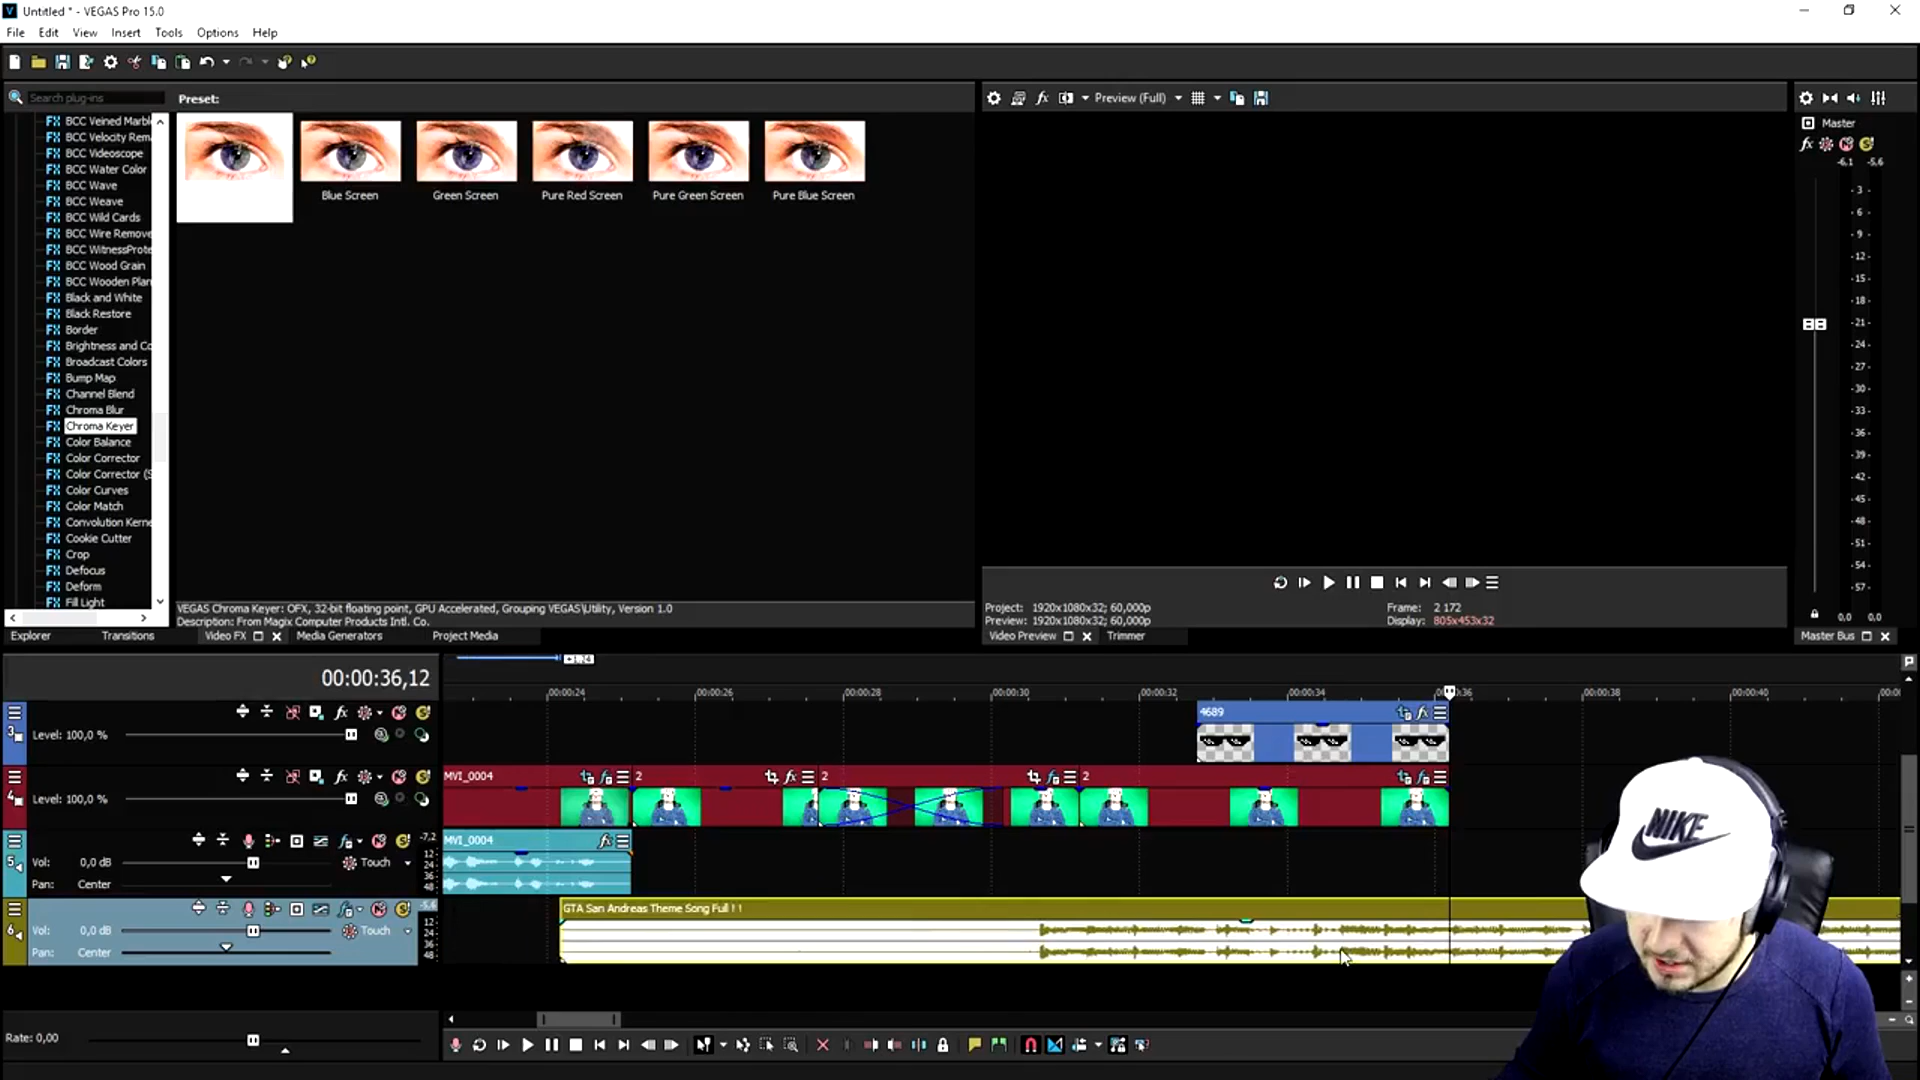 Untitled * - VEGAS Pro 15.0
File Edit View Insert Tools Options Help
Search plug-ins
Preset:
Preview (Full)
BCC Veined Marbl
BCC Velocity Rem
BCC Videoscope
BCC Water Color
BCC Wave
BCC Weave
BCC Wild Cards
BCC Wire Remove
BCC WitnessProte
BCC Wood Grain
BCC Wooden Plan
Black and White
Black Restore
Border
Brightness and Co
Broadcast Colors
Bump Map
Channel Blend
Chroma Blur
Chroma Keyer
Color Balance
Color Corrector
Color Corrector (S
Color Curves
Color Match
Convolution Kerne
Cookie Cutter
Crop
Defocus
Deform
Fill Light
Blue Screen
Green Screen
Pure Red Screen
Pure Green Screen
Pure Blue Screen
VEGAS Chroma Keyer: OFX, 32-bit floating point, GPU Accelerated, Grouping VEGAS\Utility, Version 1.0
Description: From Magix Computer Products Intl. Co.
Explorer Transitions Video FX Media Generators Project Media
Project: 1920x1080x32; 60,000p
Preview: 1920x1080x32; 60,000p
Frame: 2 172
Display: 805x453x32
Video Preview Trimmer
Master
-6,1 -5,6
3
6
9
12
15
18
21
24
27
30
33
36
39
42
45
48
51
54
57
0,0 0,0
Master Bus
00:00:36,12
00:00:24 00:00:26 00:00:28 00:00:30 00:00:32 00:00:34 :36 00:00:38 00:00:40
3
Level: 100,0 %
4689
4
Level: 100,0 %
MVI_0004 2 2 2
5
Vol: 0,0 dB Touch
Pan: Center
-7,2
12
24
36
48
MVI_0004
6
Vol: 0,0 dB Touch
Pan: Center
-5,6
12
24
36
48
GTA San Andreas Theme Song Full ! !
NIKE
Rate: 0,00